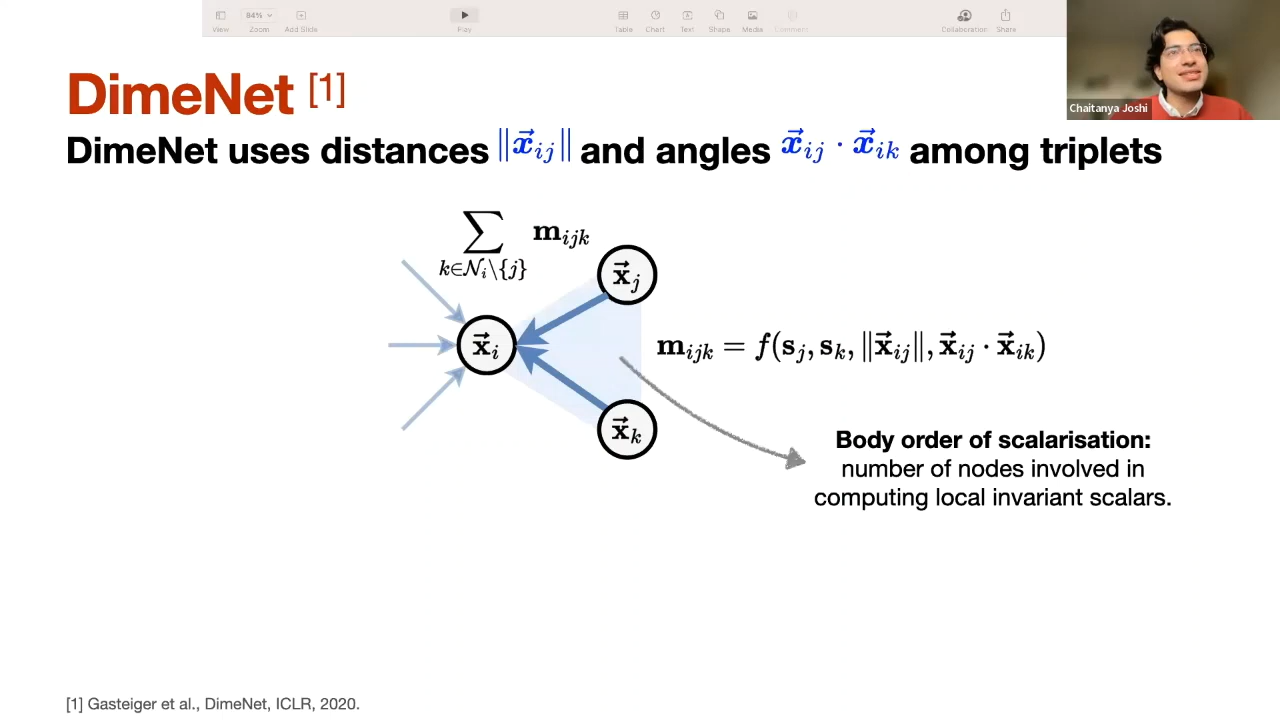 84%
View Zoom Add Slide Play Table Chart Text Shape Media Comment Collaboration Share
Chaitanya Joshi
DimeNet [1]
DimeNet uses distances ‖x⃗ᵢⱼ‖ and angles x⃗ᵢⱼ · x⃗ᵢₖ among triplets
∑ mᵢⱼₖ
k∈𝒩ᵢ\{j}
x⃗ⱼ
x⃗ᵢ
mᵢⱼₖ = f(sⱼ, sₖ, ‖x⃗ᵢⱼ‖, x⃗ᵢⱼ · x⃗ᵢₖ)
x⃗ₖ
Body order of scalarisation:
number of nodes involved in
computing local invariant scalars.
[1] Gasteiger et al., DimeNet, ICLR, 2020.